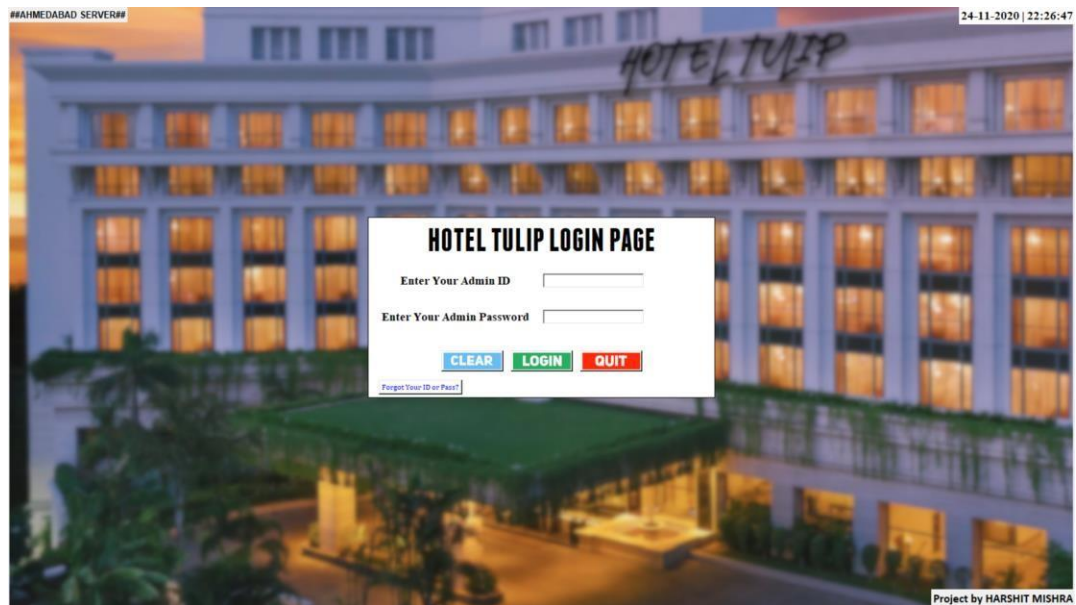 ##AHMEDABAD SERVER##
24-11-2020 | 22:26:47
HOTEL TULIP
HOTEL TULIP LOGIN PAGE
Enter Your Admin ID
Enter Your Admin Password
CLEAR LOGIN QUIT
Forgot Your ID or Pass?
Project by HARSHIT MISHRA